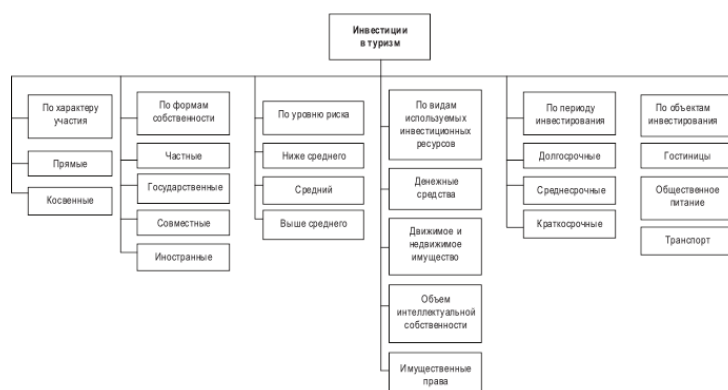 Инвестиции
в туризм
По характеру
участия
Прямые
Косвенные
По формам
собственности
Частные
Государственные
Совместные
Иностранные
По уровню риска
Ниже среднего
Средний
Выше среднего
По видам
используемых
инвестиционных
ресурсов
Денежные
средства
Движимое и
недвижимое
имущество
Объем
интеллектуальной
собственности
Имущественные
права
По периоду
инвестирования
Долгосрочные
Среднесрочные
Краткосрочные
По объектам
инвестирования
Гостиницы
Общественное
питание
Транспорт